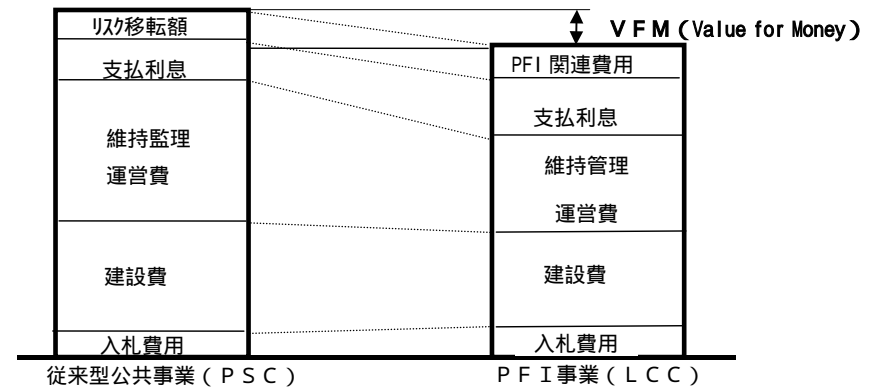 ﾘｽｸ移転額
支払利息
維持監理
運営費
建設費
入札費用
従来型公共事業（ＰＳＣ）
ＶＦＭ（Value for Money）
PFI 関連費用
支払利息
維持管理
運営費
建設費
入札費用
ＰＦＩ事業（ＬＣＣ）